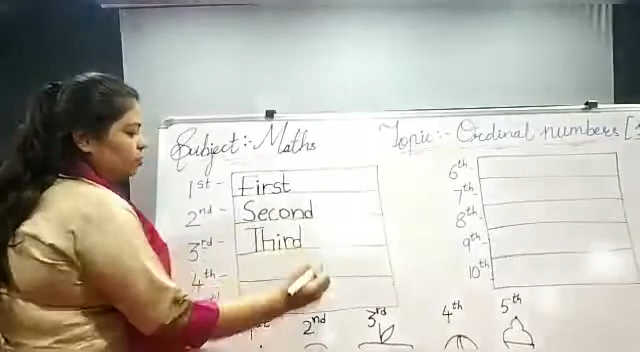 Subject:- Maths
Topic:- Ordinal numbers
1st - First
2nd - Second
3rd - Third
4th -
6th-
7th-
8th-
9th-
10th-
1st 2nd 3rd 4th 5th